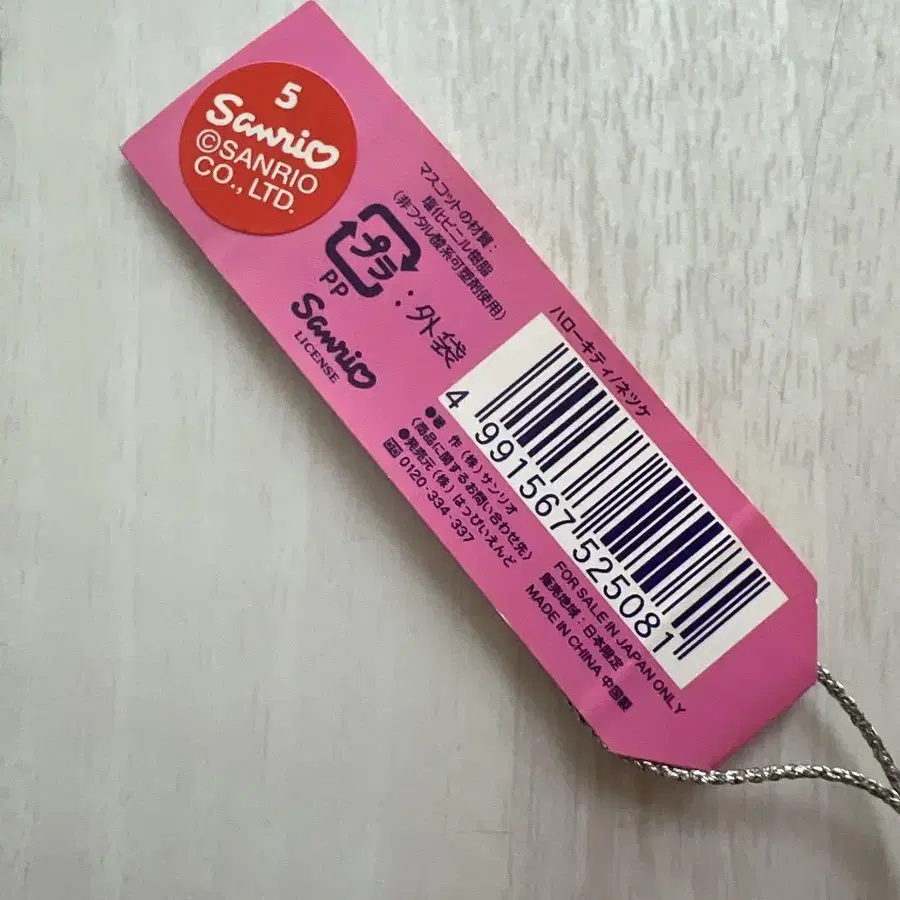 5
Sanrio
©SANRIO
CO., LTD.
マスコットの材質：
塩化ビニル樹脂
（非フタル酸系可塑剤使用）
プラ
PP
：外袋
Sanrio
LICENSE
ハローキティ/ネツケ
4 991567 525081
●著 作（株）サンリオ
（商品に関するお問い合わせ先）
●発売元（株）はっぴいえんど
0120-334-337
FOR SALE IN JAPAN ONLY
販売地域：日本限定
MADE IN CHINA 中国製